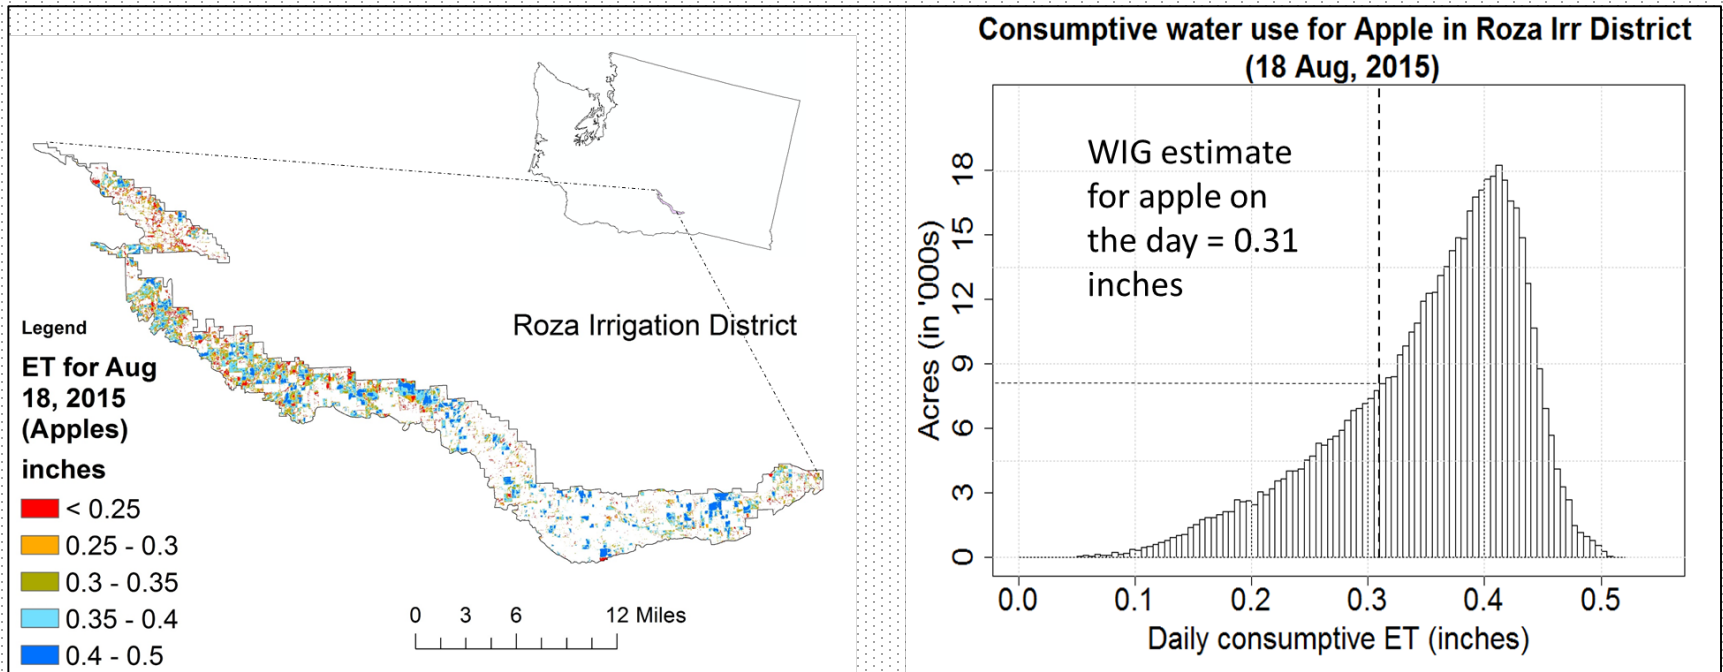 Consumptive water use for Apple in Roza Irr District
(18 Aug, 2015)
Roza Irrigation District
Legend
ET for Aug
18, 2015
(Apples)
inches
< 0.25
0.25 - 0.3
0.3 - 0.35
0.35 - 0.4
0.4 - 0.5
0 3 6 12 Miles
WIG estimate
for apple on
the day = 0.31
inches
Acres (in '000s)
18
15
12
9
6
3
0
0.0 0.1 0.2 0.3 0.4 0.5
Daily consumptive ET (inches)